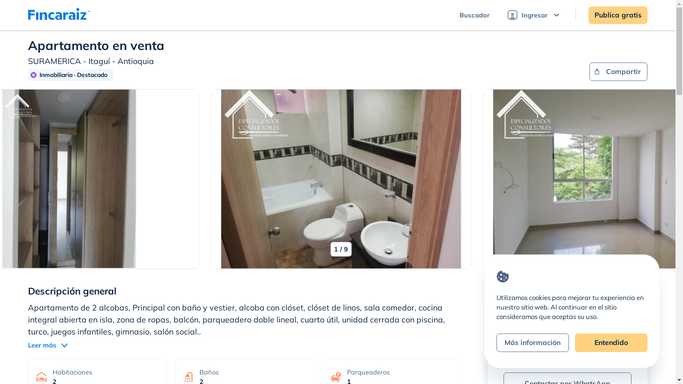 Fincaraiz
Buscador
Ingresar
Publica gratis
Apartamento en venta
SURAMERICA - Itaguí - Antioquia
Inmobiliaria - Destacado
Compartir
ESPECIALIZADOS
CONSULTORES
ESPECIALIZADOS
CONSULTORES
1 / 9
Descripción general
Apartamento de 2 alcobas, Principal con baño y vestier, alcoba con clóset, clóset de linos, sala comedor, cocina
integral abierta en isla, zona de ropas, balcón, parqueadero doble lineal, cuarto útil, unidad cerrada con piscina,
turco, juegos infantiles, gimnasio, salón social..
Leer más
Habitaciones
2
Baños
2
Parqueaderos
1
Utilizamos cookies para mejorar tu experiencia en
nuestro sitio web. Al continuar en el sitio
consideramos que aceptas su uso.
Más información
Entendido
Contactar por WhatsApp